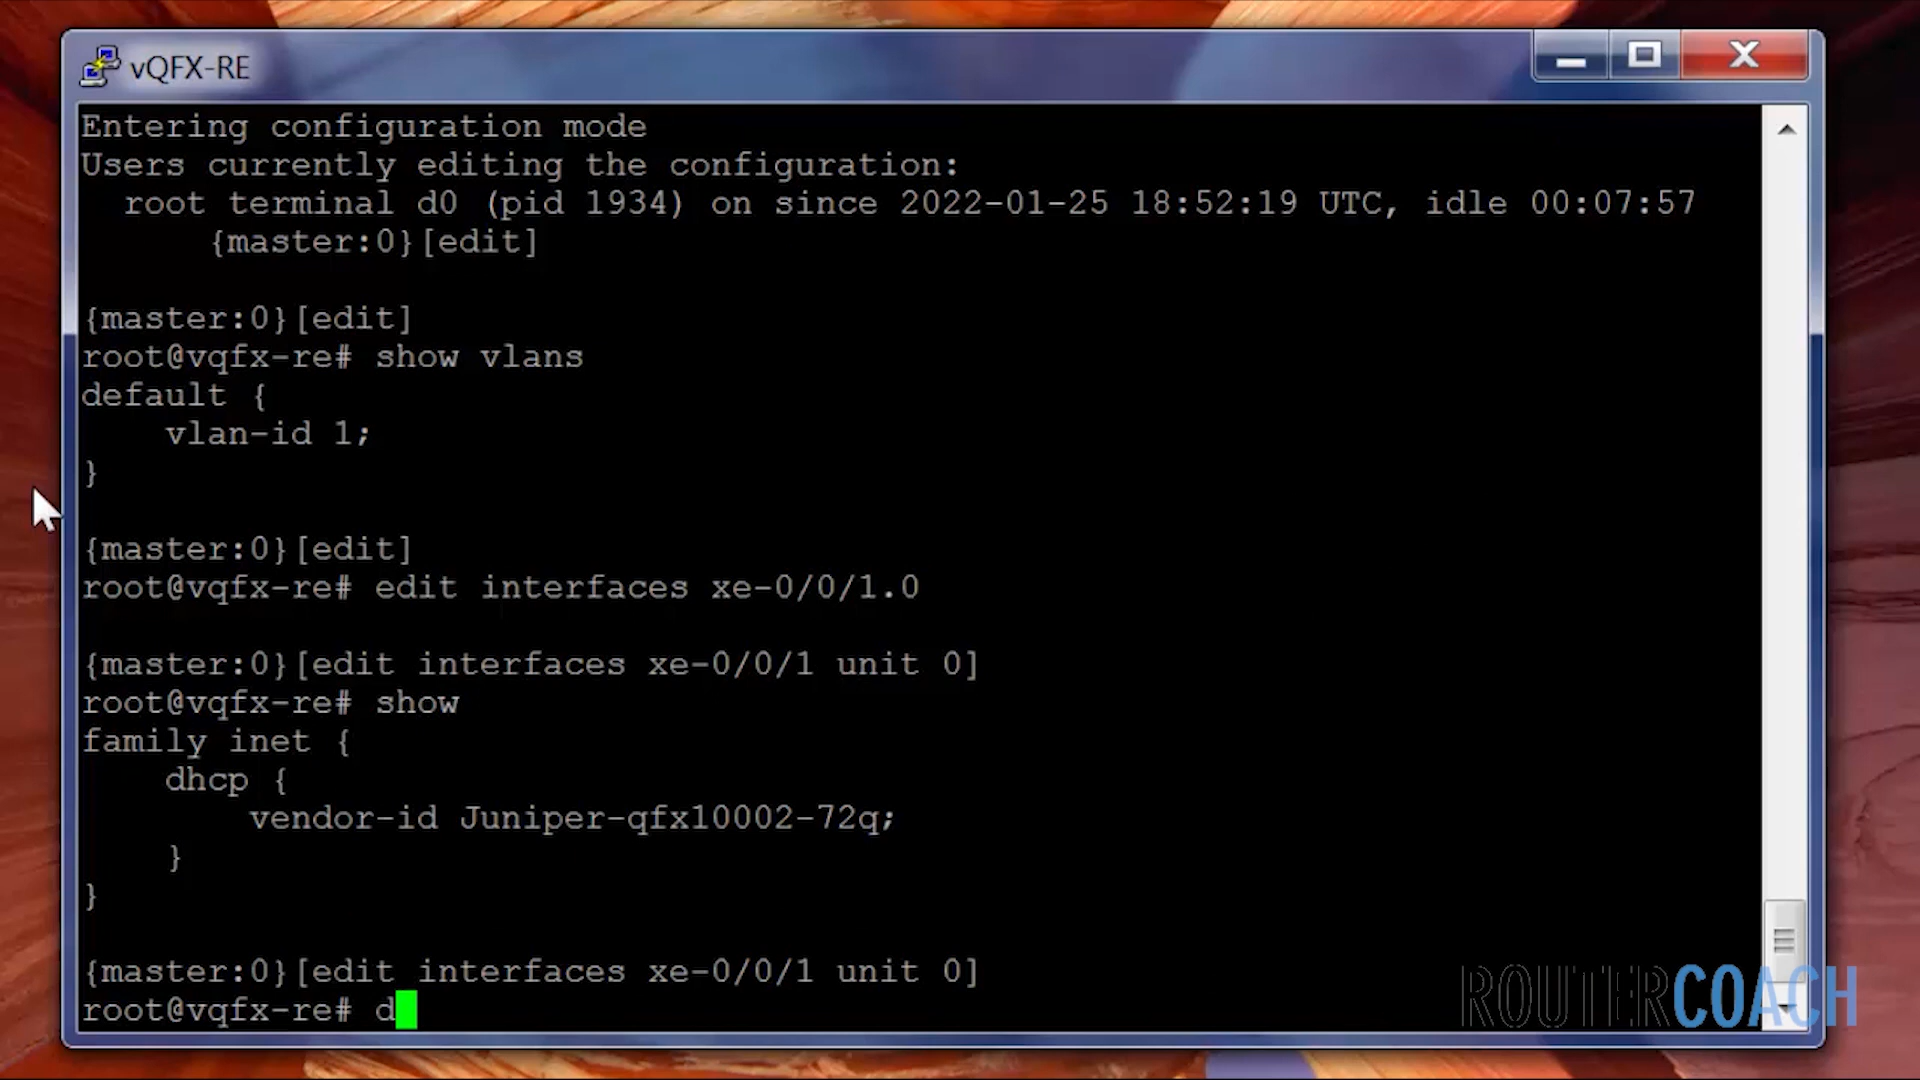 vQFX-RE
Entering configuration mode
Users currently editing the configuration:
  root terminal d0 (pid 1934) on since 2022-01-25 18:52:19 UTC, idle 00:07:57
      {master:0}[edit]
{master:0}[edit]
root@vqfx-re# show vlans
default {
    vlan-id 1;
}
{master:0}[edit]
root@vqfx-re# edit interfaces xe-0/0/1.0
{master:0}[edit interfaces xe-0/0/1 unit 0]
root@vqfx-re# show
family inet {
    dhcp {
        vendor-id Juniper-qfx10002-72q;
    }
}
{master:0}[edit interfaces xe-0/0/1 unit 0]
root@vqfx-re# d
ROUTERCOACH